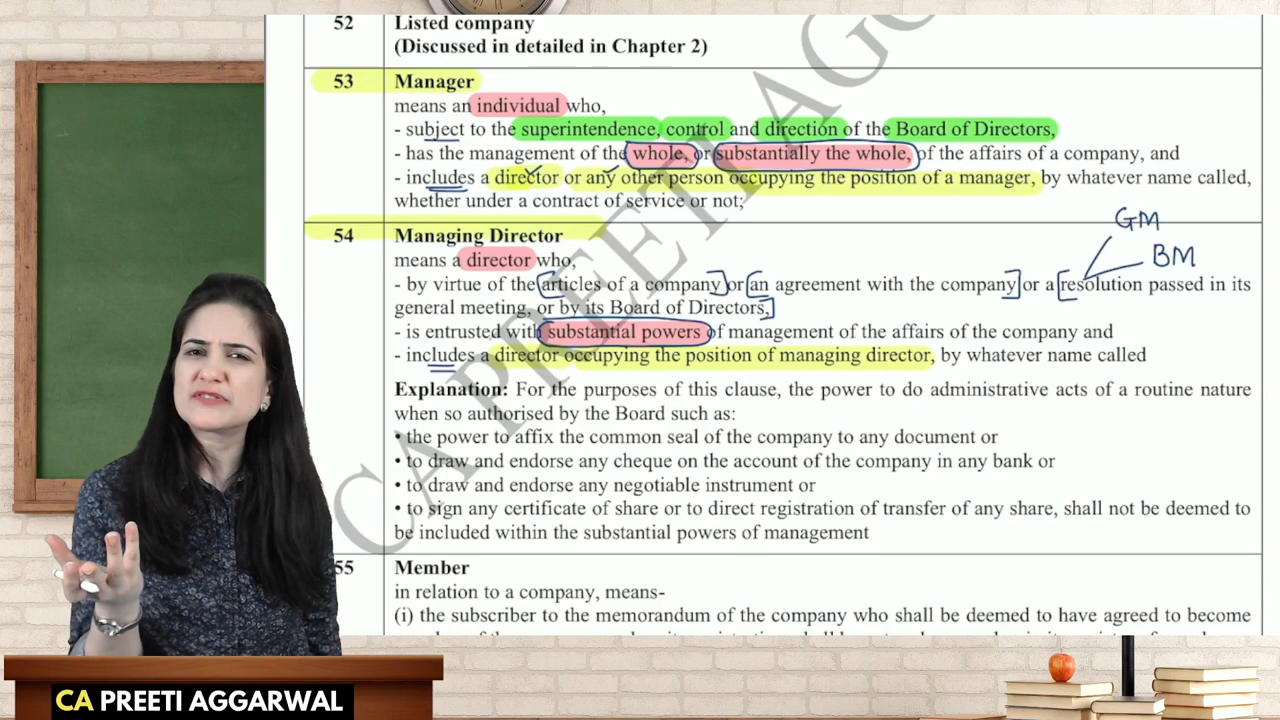 52 Listed company
(Discussed in detailed in Chapter 2)
53 Manager
means an individual who,
- subject to the superintendence, control and direction of the Board of Directors,
- has the management of the whole, or substantially the whole, of the affairs of a company, and
- includes a director or any other person occupying the position of a manager, by whatever name called,
whether under a contract of service or not;
GM
54 Managing Director
BM
means a director who,
- by virtue of the articles of a company or an agreement with the company or a resolution passed in its
general meeting, or by its Board of Directors,
- is entrusted with substantial powers of management of the affairs of the company and
- includes a director occupying the position of managing director, by whatever name called
Explanation: For the purposes of this clause, the power to do administrative acts of a routine nature
when so authorised by the Board such as:
• the power to affix the common seal of the company to any document or
• to draw and endorse any cheque on the account of the company in any bank or
• to draw and endorse any negotiable instrument or
• to sign any certificate of share or to direct registration of transfer of any share, shall not be deemed to
be included within the substantial powers of management
55 Member
in relation to a company, means-
(i) the subscriber to the memorandum of the company who shall be deemed to have agreed to become
CA PREETI AGGO
CA PREETI AGGARWAL